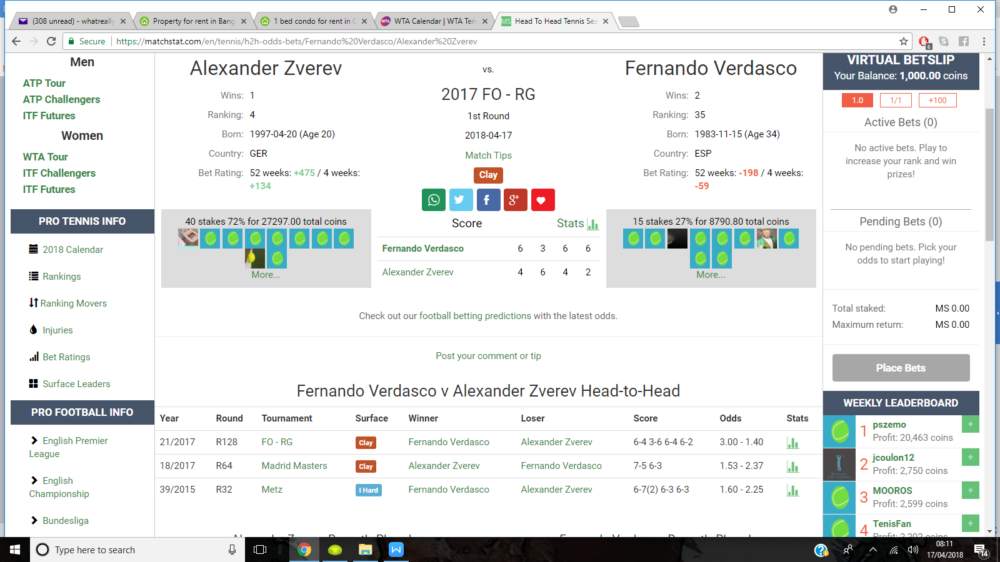 (308 unread) - whatreally
Property for rent in Bang
1 bed condo for rent in C
WTA Calendar | WTA Ten
MS Head To Head Tennis Sea
Secure
https://matchstat.com/en/tennis/h2h-odds-bets/Fernando%20Verdasco/Alexander%20Zverev
6
Men
ATP Tour
ATP Challengers
ITF Futures
Women
WTA Tour
ITF Challengers
ITF Futures
PRO TENNIS INFO
2018 Calendar
Rankings
Ranking Movers
Injuries
Bet Ratings
Surface Leaders
PRO FOOTBALL INFO
English Premier
League
English
Championship
Bundesliga
Alexander Zverev
Wins: 1
Ranking: 4
Born: 1997-04-20 (Age 20)
Country: GER
Bet Rating: 52 weeks: +475 / 4 weeks:
+134
40 stakes 72% for 27297.00 total coins
More...
vs.
2017 FO - RG
1st Round
2018-04-17
Match Tips
Clay
Score Stats
Fernando Verdasco 6 3 6 6
Alexander Zverev 4 6 4 2
Fernando Verdasco
Wins: 2
Ranking: 35
Born: 1983-11-15 (Age 34)
Country: ESP
Bet Rating: 52 weeks: -198 / 4 weeks:
-59
15 stakes 27% for 8790.80 total coins
More...
Check out our football betting predictions with the latest odds.
Post your comment or tip
Fernando Verdasco v Alexander Zverev Head-to-Head
Year Round Tournament Surface Winner Loser Score Odds Stats
21/2017 R128 FO - RG Clay Fernando Verdasco Alexander Zverev 6-4 3-6 6-4 6-2 3.00 - 1.40
18/2017 R64 Madrid Masters Clay Alexander Zverev Fernando Verdasco 7-5 6-3 1.53 - 2.37
39/2015 R32 Metz I Hard Fernando Verdasco Alexander Zverev 6-7(2) 6-3 6-3 1.60 - 2.25
VIRTUAL BETSLIP
Your Balance: 1,000.00 coins
1.0 1/1 +100
Active Bets (0)
No active bets. Play to
increase your rank and win
prizes!
Pending Bets (0)
No pending bets. Pick your
odds to start playing!
Total staked: MS 0.00
Maximum return: MS 0.00
Place Bets
WEEKLY LEADERBOARD
1 pszemo +
Profit: 20,463 coins
2 jcoulon12 +
Profit: 2,750 coins
3 MOOROS +
Profit: 2,599 coins
4 TenisFan +
Type here to search
08:11
17/04/2018
14